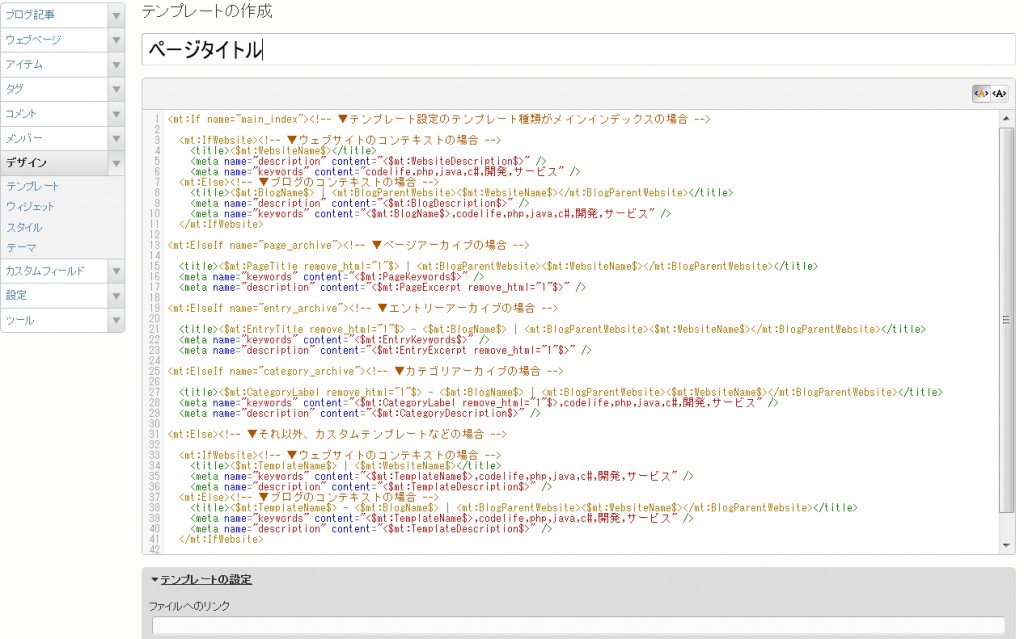 ブログ記事
ウェブページ
アイテム
タグ
コメント
メンバー
デザイン
テンプレート
ウィジェット
スタイル
テーマ
カスタムフィールド
設定
ツール
テンプレートの作成
ページタイトル
<A> <A>
1 <mt:If name="main_index"><!-- ▼テンプレート設定のテンプレート種類がメインインデックスの場合 -->
2
3 <mt:IfWebsite><!-- ▼ウェブサイトのコンテキストの場合 -->
4 <title><$mt:WebsiteName$></title>
5 <meta name="description" content="<$mt:WebsiteDescription$>" />
6 <meta name="keywords" content="codelife,php,java,c#,開発,サービス" />
7 <mt:Else><!-- ▼ブログのコンテキストの場合 -->
8 <title><$mt:BlogName$> | <mt:BlogParentWebsite><$mt:WebsiteName$></mt:BlogParentWebsite></title>
9 <meta name="description" content="<$mt:BlogDescription$>" />
10 <meta name="keywords" content="<$mt:BlogName$>,codelife,php,java,c#,開発,サービス" />
11 </mt:IfWebsite>
12
13 <mt:ElseIf name="page_archive"><!-- ▼ページアーカイブの場合 -->
14
15 <title><$mt:PageTitle remove_html="1"$> | <mt:BlogParentWebsite><$mt:WebsiteName$></mt:BlogParentWebsite></title>
16 <meta name="keywords" content="<$mt:PageKeywords$>" />
17 <meta name="description" content="<$mt:PageExcerpt remove_html="1"$>" />
18
19 <mt:ElseIf name="entry_archive"><!-- ▼エントリーアーカイブの場合 -->
20
21 <title><$mt:EntryTitle remove_html="1"$> - <$mt:BlogName$> | <mt:BlogParentWebsite><$mt:WebsiteName$></mt:BlogParentWebsite></title>
22 <meta name="keywords" content="<$mt:EntryKeywords$>" />
23 <meta name="description" content="<$mt:EntryExcerpt remove_html="1"$>" />
24
25 <mt:ElseIf name="category_archive"><!-- ▼カテゴリアーカイブの場合 -->
26
27 <title><$mt:CategoryLabel remove_html="1"$> - <$mt:BlogName$> | <mt:BlogParentWebsite><$mt:WebsiteName$></mt:BlogParentWebsite></title>
28 <meta name="keywords" content="<$mt:CategoryLabel remove_html="1"$>,codelife,php,java,c#,開発,サービス" />
29 <meta name="description" content="<$mt:CategoryDescription$>" />
30
31 <mt:Else><!-- ▼それ以外、カスタムテンプレートなどの場合 -->
32
33 <mt:IfWebsite><!-- ▼ウェブサイトのコンテキストの場合 -->
34 <title><$mt:TemplateName$> | <$mt:WebsiteName$></title>
35 <meta name="keywords" content="<$mt:TemplateName$>,codelife,php,java,c#,開発,サービス" />
36 <meta name="description" content="<$mt:TemplateDescription$>" />
37 <mt:Else><!-- ▼ブログのコンテキストの場合 -->
38 <title><$mt:TemplateName$> - <$mt:BlogName$> | <mt:BlogParentWebsite><$mt:WebsiteName$></mt:BlogParentWebsite></title>
39 <meta name="keywords" content="<$mt:TemplateName$>,codelife,php,java,c#,開発,サービス" />
40 <meta name="description" content="<$mt:TemplateDescription$>" />
41 </mt:IfWebsite>
42
▼テンプレートの設定
ファイルへのリンク